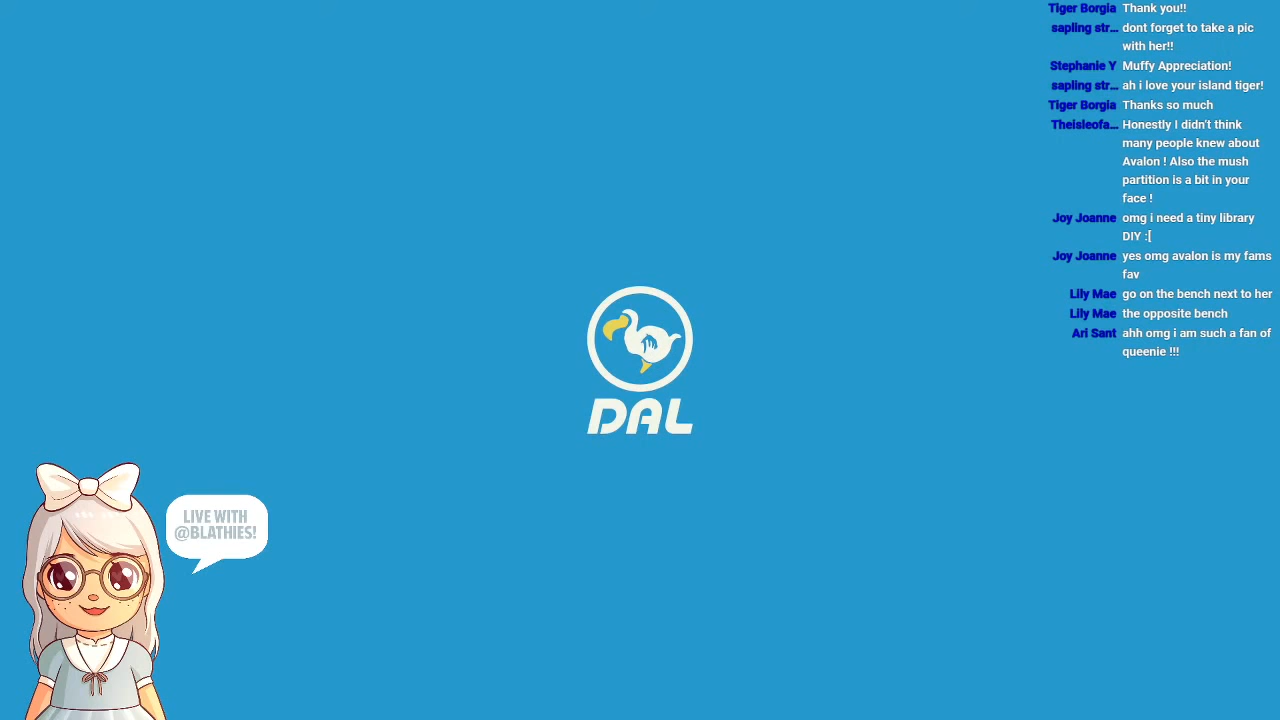 Tiger Borgia Thank you!!
sapling str... dont forget to take a pic
with her!!
Stephanie Y Muffy Appreciation!
sapling str... ah i love your island tiger!
Tiger Borgia Thanks so much
Theisleofa... Honestly I didn't think
many people knew about
Avalon ! Also the mush
partition is a bit in your
face !
Joy Joanne omg i need a tiny library
DIY :[
Joy Joanne yes omg avalon is my fams
fav
Lily Mae go on the bench next to her
Lily Mae the opposite bench
Ari Sant ahh omg i am such a fan of
queenie !!!
DAL
LIVE WITH
@BLATHIES!